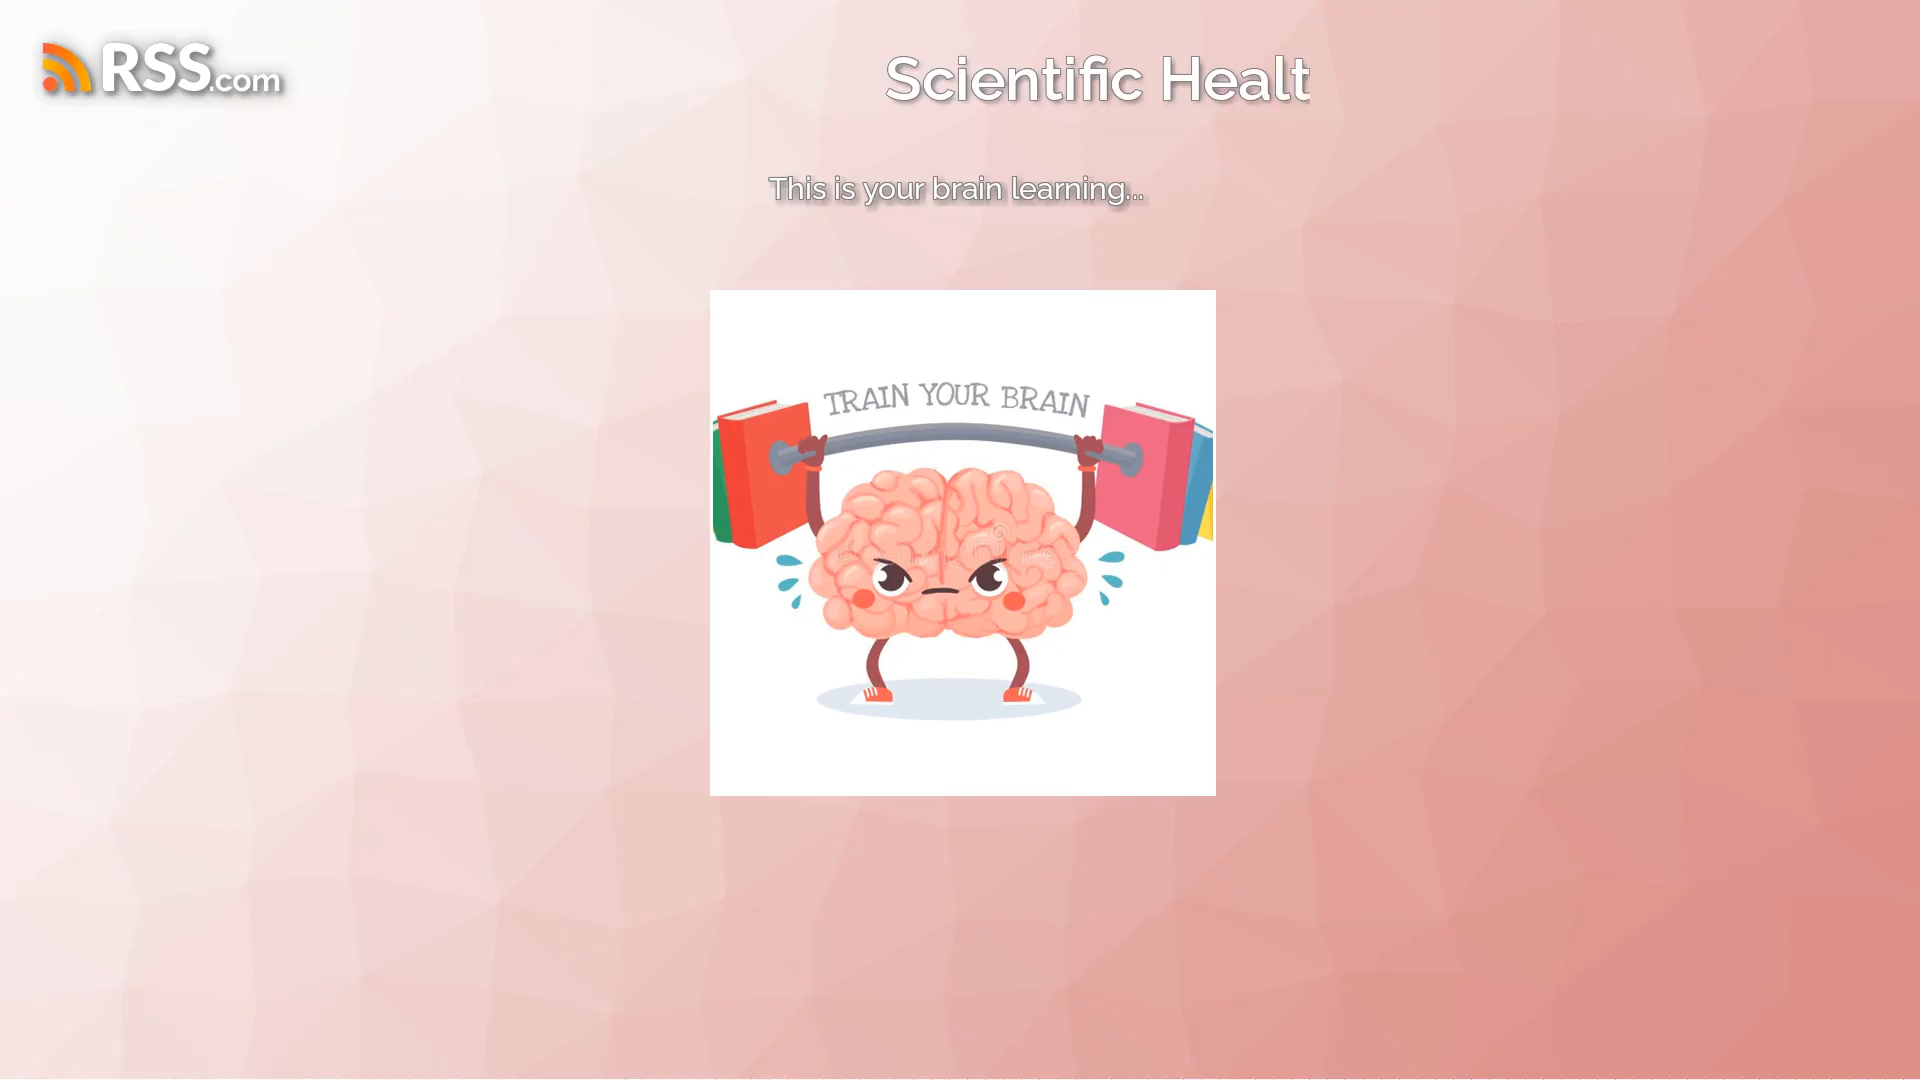 RSS.com
Scientific Healt
This is your brain learning...
TRAIN YOUR BRAIN